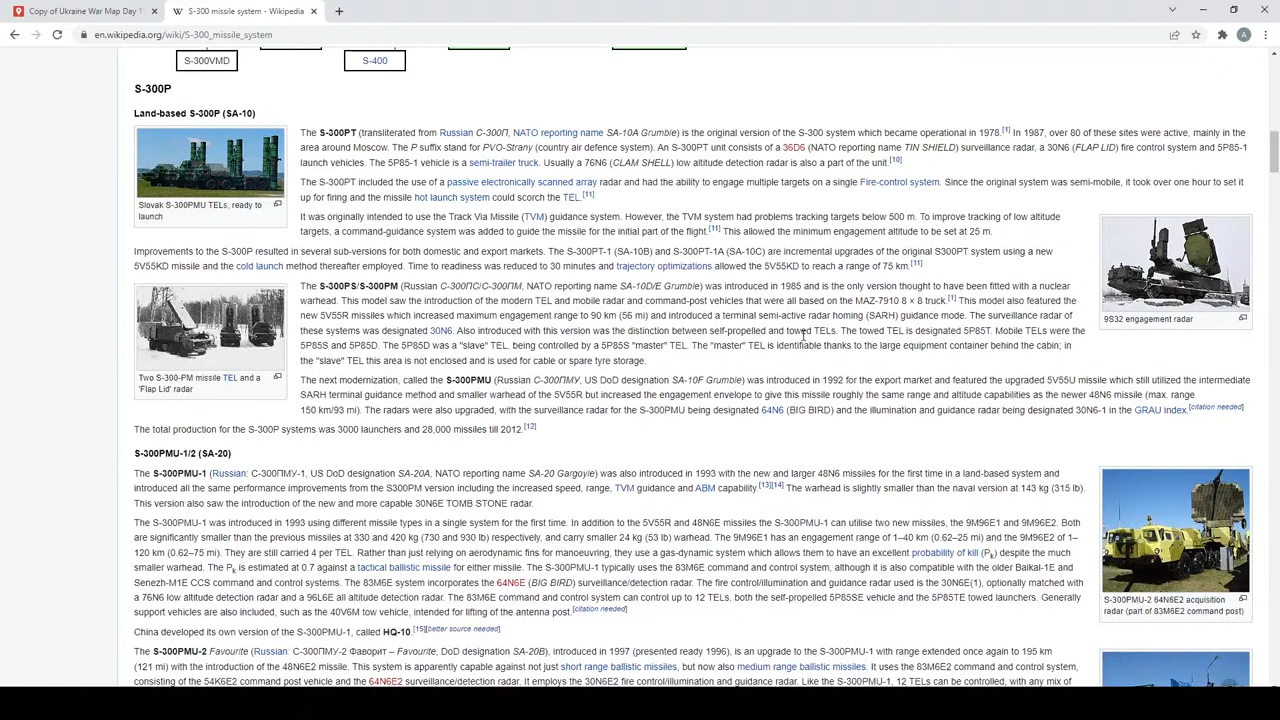 Copy of Ukraine War Map Day 1
S-300 missile system - Wikipedia
en.wikipedia.org/wiki/S-300_missile_system
A
S-300VMD
S-400
S-300P
Land-based S-300P (SA-10)
Slovak S-300PMU TELs, ready to
launch
The S-300PT (transliterated from Russian С-300П, NATO reporting name SA-10A Grumble) is the original version of the S-300 system which became operational in 1978.[1] In 1987, over 80 of these sites were active, mainly in the
area around Moscow. The P suffix stand for PVO-Strany (country air defence system). An S-300PT unit consists of a 36D6 (NATO reporting name TIN SHIELD) surveillance radar, a 30N6 (FLAP LID) fire control system and 5P85-1
launch vehicles. The 5P85-1 vehicle is a semi-trailer truck. Usually a 76N6 (CLAM SHELL) low altitude detection radar is also a part of the unit.[10]
The S-300PT included the use of a passive electronically scanned array radar and had the ability to engage multiple targets on a single Fire-control system. Since the original system was semi-mobile, it took over one hour to set it
up for firing and the missile hot launch system could scorch the TEL.[11]
It was originally intended to use the Track Via Missile (TVM) guidance system. However, the TVM system had problems tracking targets below 500 m. To improve tracking of low altitude
targets, a command-guidance system was added to guide the missile for the initial part of the flight.[11] This allowed the minimum engagement altitude to be set at 25 m.
9S32 engagement radar
Improvements to the S-300P resulted in several sub-versions for both domestic and export markets. The S-300PT-1 (SA-10B) and S-300PT-1A (SA-10C) are incremental upgrades of the original S300PT system using a new
5V55KD missile and the cold launch method thereafter employed. Time to readiness was reduced to 30 minutes and trajectory optimizations allowed the 5V55KD to reach a range of 75 km.[11]
Two S-300-PM missile TEL and a
'Flap Lid' radar
The S-300PS/S-300PM (Russian С-300ПС/С-300ПМ, NATO reporting name SA-10D/E Grumble) was introduced in 1985 and is the only version thought to have been fitted with a nuclear
warhead. This model saw the introduction of the modern TEL and mobile radar and command-post vehicles that were all based on the MAZ-7910 8 × 8 truck.[1] This model also featured the
new 5V55R missiles which increased maximum engagement range to 90 km (56 mi) and introduced a terminal semi-active radar homing (SARH) guidance mode. The surveillance radar of
these systems was designated 30N6. Also introduced with this version was the distinction between self-propelled and towed TELs. The towed TEL is designated 5P85T. Mobile TELs were the
5P85S and 5P85D. The 5P85D was a "slave" TEL, being controlled by a 5P85S "master" TEL. The "master" TEL is identifiable thanks to the large equipment container behind the cabin; in
the "slave" TEL this area is not enclosed and is used for cable or spare tyre storage.
The next modernization, called the S-300PMU (Russian С-300ПМУ, US DoD designation SA-10F Grumble) was introduced in 1992 for the export market and featured the upgraded 5V55U missile which still utilized the intermediate
SARH terminal guidance method and smaller warhead of the 5V55R but increased the engagement envelope to give this missile roughly the same range and altitude capabilities as the newer 48N6 missile (max. range
150 km/93 mi). The radars were also upgraded, with the surveillance radar for the S-300PMU being designated 64N6 (BIG BIRD) and the illumination and guidance radar being designated 30N6-1 in the GRAU index.[citation needed]
The total production for the S-300P systems was 3000 launchers and 28,000 missiles till 2012.[12]
S-300PMU-1/2 (SA-20)
The S-300PMU-1 (Russian: С-300ПМУ-1, US DoD designation SA-20A, NATO reporting name SA-20 Gargoyle) was also introduced in 1993 with the new and larger 48N6 missiles for the first time in a land-based system and
introduced all the same performance improvements from the S300PM version including the increased speed, range, TVM guidance and ABM capability.[13][14] The warhead is slightly smaller than the naval version at 143 kg (315 lb).
This version also saw the introduction of the new and more capable 30N6E TOMB STONE radar.
The S-300PMU-1 was introduced in 1993 using different missile types in a single system for the first time. In addition to the 5V55R and 48N6E missiles the S-300PMU-1 can utilise two new missiles, the 9M96E1 and 9M96E2. Both
are significantly smaller than the previous missiles at 330 and 420 kg (730 and 930 lb) respectively, and carry smaller 24 kg (53 lb) warhead. The 9M96E1 has an engagement range of 1–40 km (0.62–25 mi) and the 9M96E2 of 1–
120 km (0.62–75 mi). They are still carried 4 per TEL. Rather than just relying on aerodynamic fins for manoeuvring, they use a gas-dynamic system which allows them to have an excellent probability of kill (Pk) despite the much
smaller warhead. The Pk is estimated at 0.7 against a tactical ballistic missile for either missile. The S-300PMU-1 typically uses the 83M6E command and control system, although it is also compatible with the older Baikal-1E and
Senezh-M1E CCS command and control systems. The 83M6E system incorporates the 64N6E (BIG BIRD) surveillance/detection radar. The fire control/illumination and guidance radar used is the 30N6E(1), optionally matched with
a 76N6 low altitude detection radar and a 96L6E all altitude detection radar. The 83M6E command and control system can control up to 12 TELs, both the self-propelled 5P85SE vehicle and the 5P85TE towed launchers. Generally
support vehicles are also included, such as the 40V6M tow vehicle, intended for lifting of the antenna post.[citation needed]
S-300PMU-2 64N6E2 acquisition
radar (part of 83M6E2 command post)
China developed its own version of the S-300PMU-1, called HQ-10.[15][better source needed]
The S-300PMU-2 Favourite (Russian: С-300ПМУ-2 Фаворит – Favourite, DoD designation SA-20B), introduced in 1997 (presented ready 1996), is an upgrade to the S-300PMU-1 with range extended once again to 195 km
(121 mi) with the introduction of the 48N6E2 missile. This system is apparently capable against not just short range ballistic missiles, but now also medium range ballistic missiles. It uses the 83M6E2 command and control system,
consisting of the 54K6E2 command post vehicle and the 64N6E2 surveillance/detection radar. It employs the 30N6E2 fire control/illumination and guidance radar. Like the S-300PMU-1, 12 TELs can be controlled, with any mix of